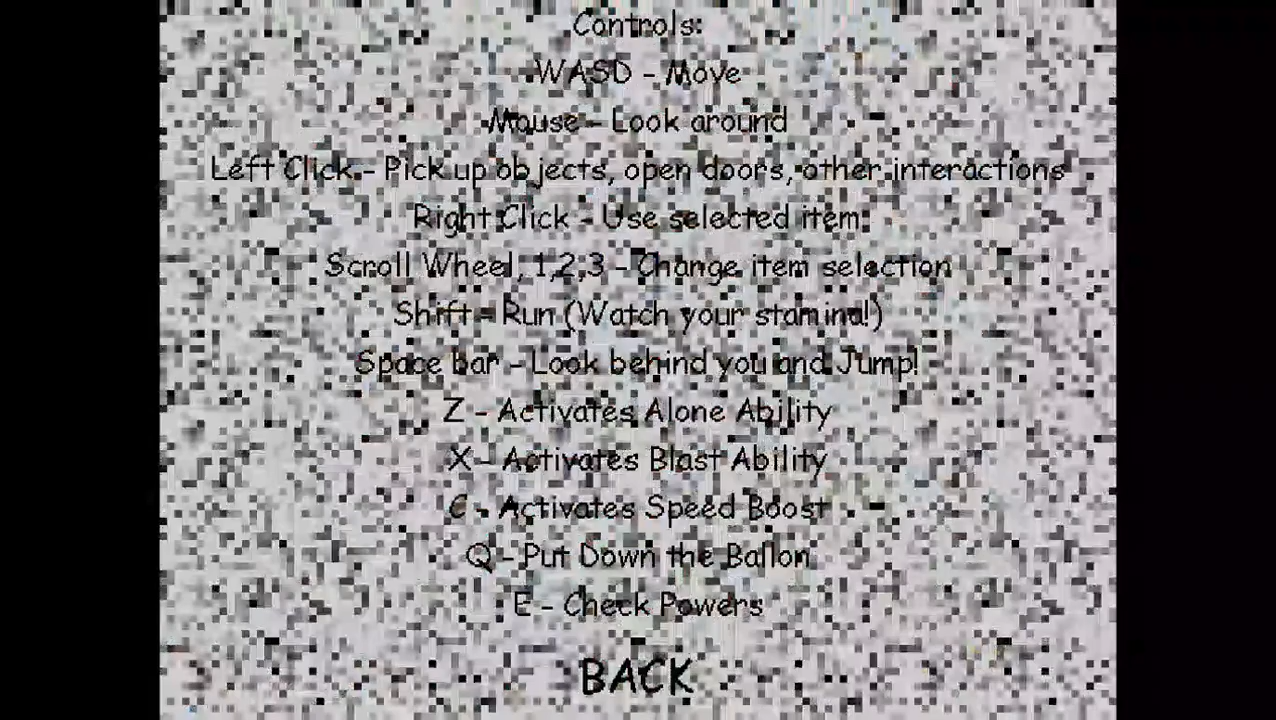 Controls:
WASD - Move
Mouse - Look around
Left Click - Pick up objects, open doors, other interactions
Right Click - Use selected item
Scroll Wheel, 1,2,3 - Change item selection
Shift - Run (Watch your stamina!)
Space bar - Look behind you and Jump!
Z - Activates Alone Ability
X - Activates Blast Ability
C - Activates Speed Boost
Q - Put Down the Ballon
E - Check Powers
BACK